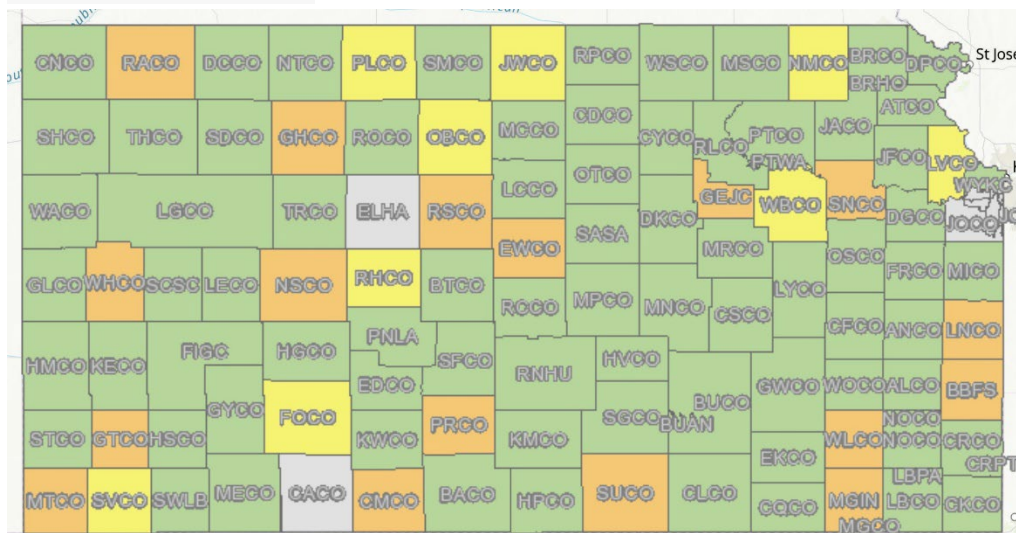 CNCO RACO DCCO NTCO PLCO SMCO JWCO RPCO WSCO MSCO NMCO BRCO DPCO St Jose
BRHO
SHCO THCO SDCO GHCO ROCO OBCO MCCO CDCO CYCO RLCO PTCO JACO ATCO
PTWA JFCO LVCO
WYKC
WACO LGCO TRCO ELHA RSCO LCCO OTCO GEJC WBCO SNCO DGCO JOCO
EWCO SASA DKCO MRCO OSCO
GLCO WHCO SCSC LECO NSCO RHCO BTCO RCCO MPCO MNCO CSCO LYCO FRCO MICO
HMCO KECO FIGC HGCO PNLA SFCO CFCO ANCO LNCO
GYCO EDCO RNHU HVCO GWCO WOCO ALCO BBFS
STCO GTCO HSCO FOCO KWCO PRCO KMCO SGCO BUAN BUCO WLCO NOCO
NOCO CRCO
CRPT
MTCO SVCO SWLB MECO CACO CMCO BACO HPCO SUCO CLCO EKCO CQCO MGIN LBPA
LBCO CKCO
MGCO